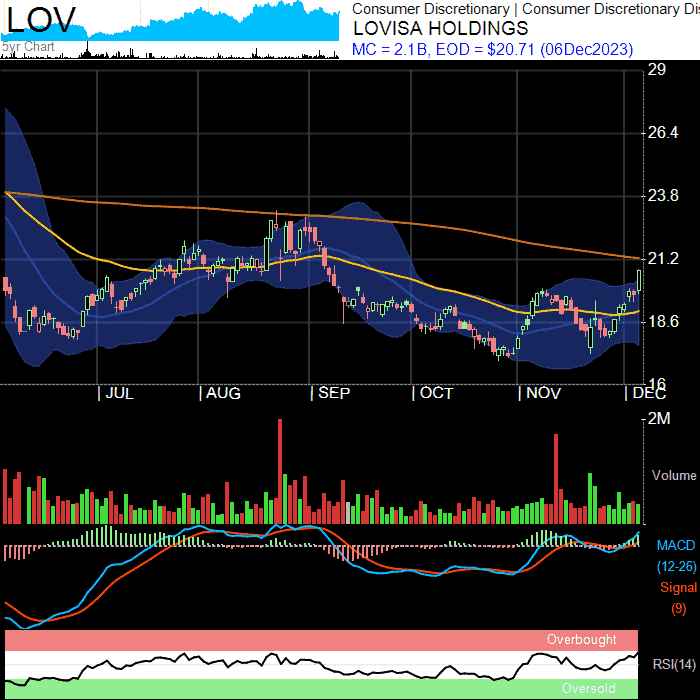 LOV
5yr Chart
Consumer Discretionary | Consumer Discretionary Dis
LOVISA HOLDINGS
MC = 2.1B, EOD = $20.71 (06Dec2023)
29
26.4
23.8
21.2
18.6
16
| JUL | AUG | SEP | OCT | NOV | DEC
2M
Volume
MACD
(12-26)
Signal
(9)
Overbought
RSI(14)
Oversold